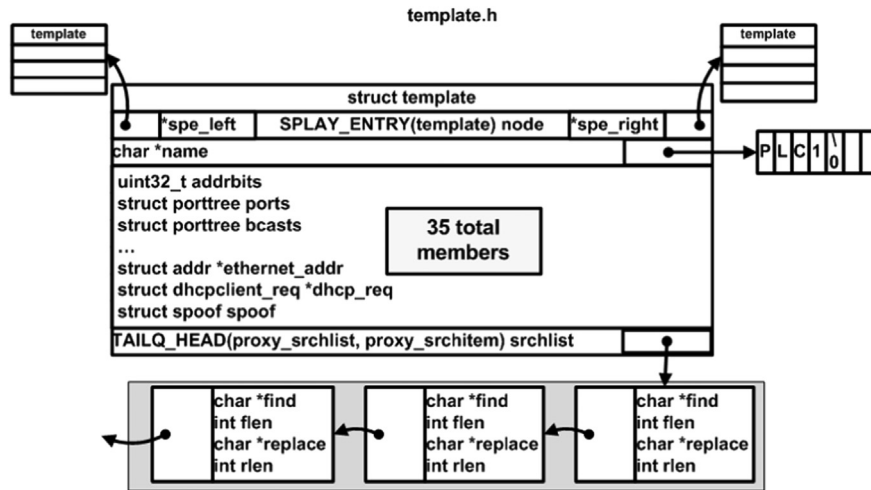 template.h
template
template
struct template
*spe_left SPLAY_ENTRY(template) node *spe_right
char *name
P L C 1 \0
uint32_t addrbits
struct porttree ports
struct porttree bcasts
...
struct addr *ethernet_addr
struct dhcpclient_req *dhcp_req
struct spoof spoof
35 total
members
TAILQ_HEAD(proxy_srchlist, proxy_srchitem) srchlist
char *find
int flen
char *replace
int rlen
char *find
int flen
char *replace
int rlen
char *find
int flen
char *replace
int rlen